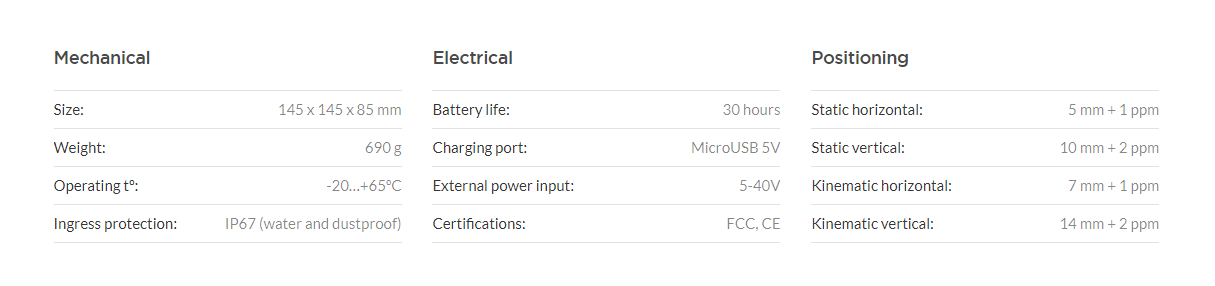 Mechanical
Size: 145 x 145 x 85 mm
Weight: 690 g
Operating tº: -20...+65ºC
Ingress protection: IP67 (water and dustproof)
Electrical
Battery life: 30 hours
Charging port: MicroUSB 5V
External power input: 5-40V
Certifications: FCC, CE
Positioning
Static horizontal: 5 mm + 1 ppm
Static vertical: 10 mm + 2 ppm
Kinematic horizontal: 7 mm + 1 ppm
Kinematic vertical: 14 mm + 2 ppm